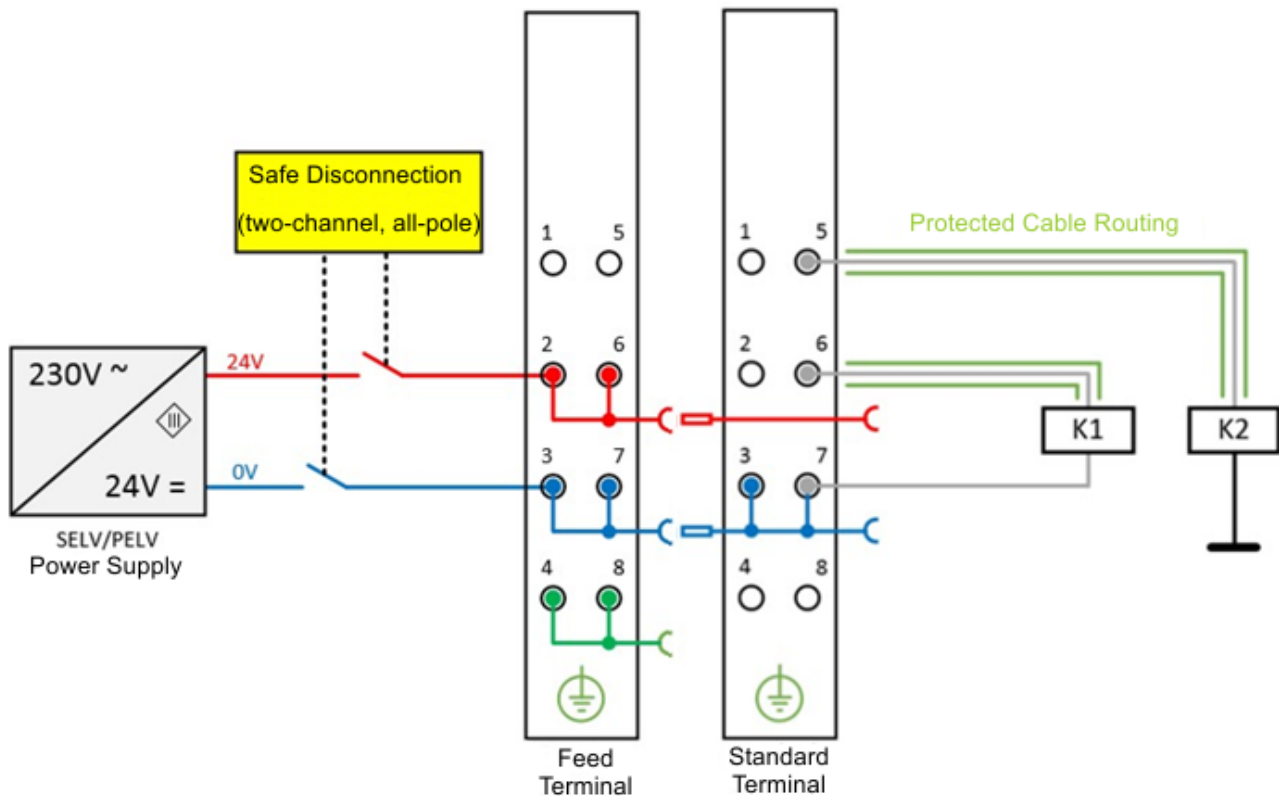 Safe Disconnection
(two-channel, all-pole)
230V ~
III
24V =
SELV/PELV
Power Supply
24V
0V
1 5
2 6
3 7
4 8
Feed
Terminal
1 5
2 6
3 7
4 8
Standard
Terminal
Protected Cable Routing
K1
K2